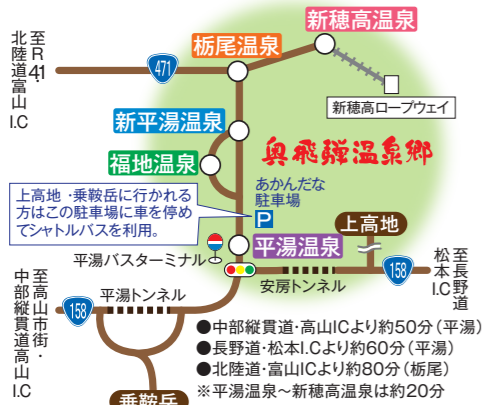 新穂高温泉
栃尾温泉
至R41・
北陸道富山I.C
471
新穂高ロープウェイ
新平湯温泉
福地温泉
奥飛騨温泉郷
あかんだな
駐車場
P
上高地・乗鞍岳に行かれる
方はこの駐車場に車を停め
てシャトルバスを利用。
上高地
平湯温泉
平湯バスターミナル
安房トンネル
158
至長野道
松本I.C
至高山市街・
中部縦貫道高山I.C
158
平湯トンネル
乗鞍岳
●中部縦貫道・高山ICより約50分（平湯）
●長野道・松本I.Cより約60分（平湯）
●北陸道・富山ICより約80分（栃尾）
※平湯温泉～新穂高温泉は約20分